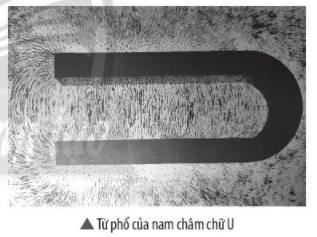 ▲ Từ phổ của nam châm chữ U